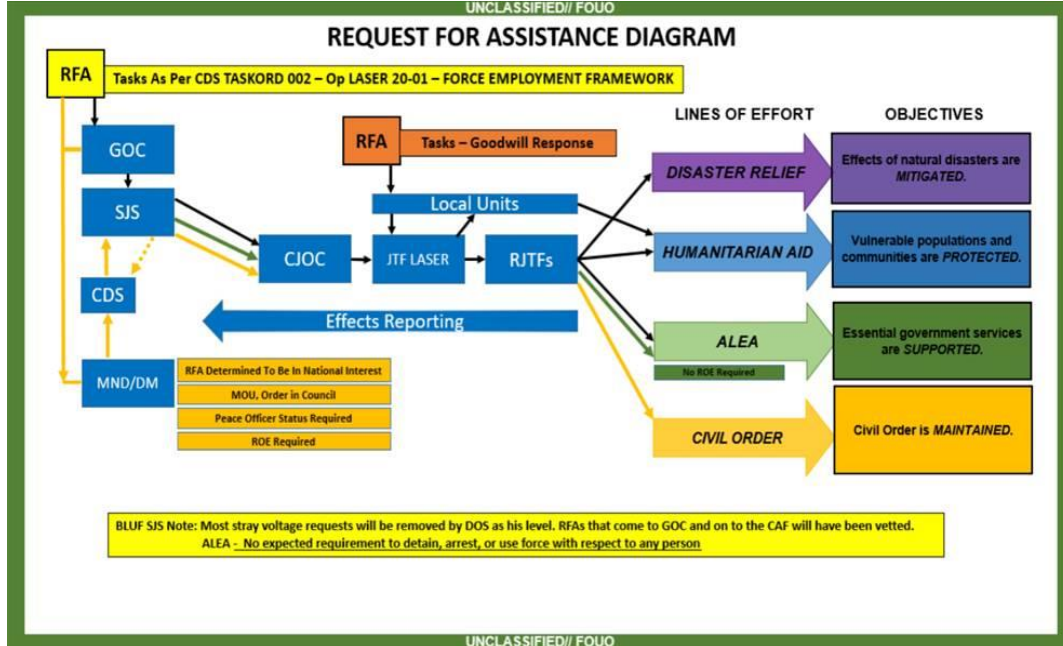 UNCLASSIFIED// FOUO
REQUEST FOR ASSISTANCE DIAGRAM
RFA
Tasks As Per CDS TASKORD 002 – Op LASER 20-01 – FORCE EMPLOYMENT FRAMEWORK
LINES OF EFFORT
OBJECTIVES
GOC
SJS
CDS
MND/DM
RFA Determined To Be In National Interest
MOU, Order in Council
Peace Officer Status Required
ROE Required
RFA
Tasks – Goodwill Response
Local Units
CJOC
JTF LASER
RJTFs
Effects Reporting
DISASTER RELIEF
Effects of natural disasters are
MITIGATED.
HUMANITARIAN AID
Vulnerable populations and
communities are PROTECTED.
ALEA
No ROE Required
Essential government services
are SUPPORTED.
CIVIL ORDER
Civil Order is MAINTAINED.
BLUF SJS Note: Most stray voltage requests will be removed by DOS as his level. RFAs that come to GOC and on to the CAF will have been vetted.
ALEA - No expected requirement to detain, arrest, or use force with respect to any person
UNCLASSIFIED// FOUO